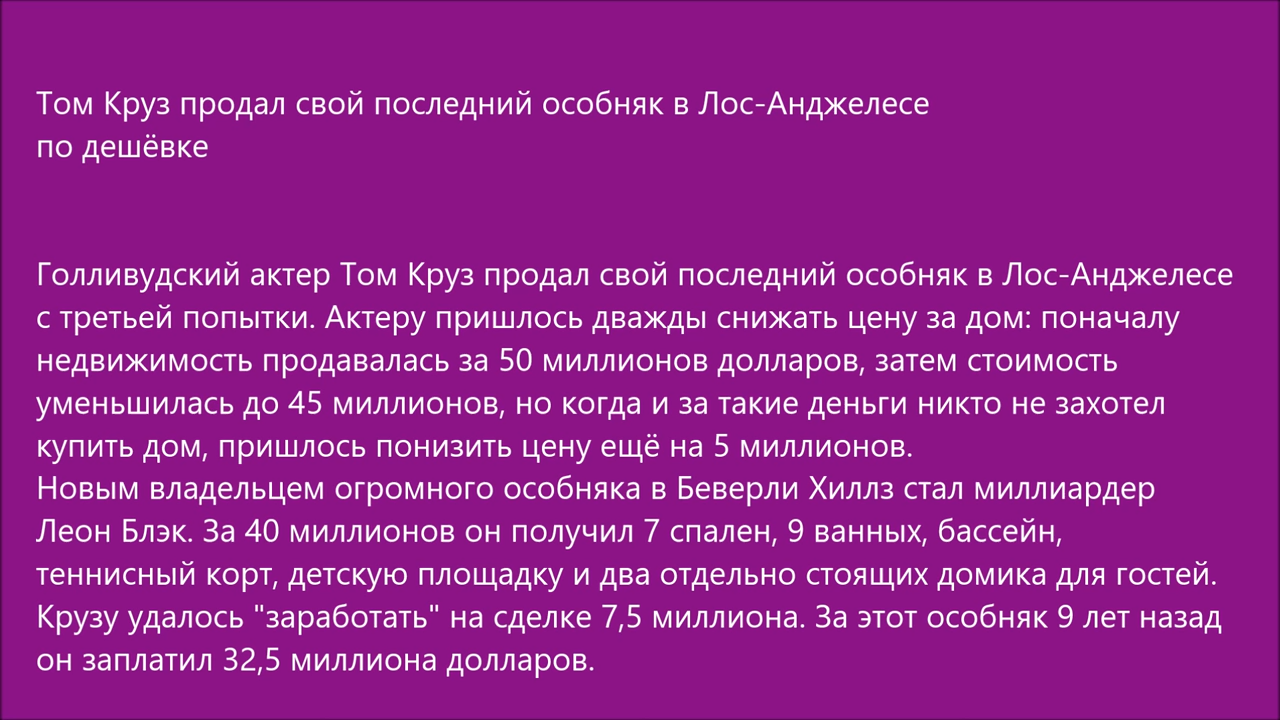 Том Круз продал свой последний особняк в Лос-Анджелесе
по дешёвке
Голливудский актер Том Круз продал свой последний особняк в Лос-Анджелесе
с третьей попытки. Актеру пришлось дважды снижать цену за дом: поначалу
недвижимость продавалась за 50 миллионов долларов, затем стоимость
уменьшилась до 45 миллионов, но когда и за такие деньги никто не захотел
купить дом, пришлось понизить цену ещё на 5 миллионов.
Новым владельцем огромного особняка в Беверли Хиллз стал миллиардер
Леон Блэк. За 40 миллионов он получил 7 спален, 9 ванных, бассейн,
теннисный корт, детскую площадку и два отдельно стоящих домика для гостей.
Крузу удалось "заработать" на сделке 7,5 миллиона. За этот особняк 9 лет назад
он заплатил 32,5 миллиона долларов.